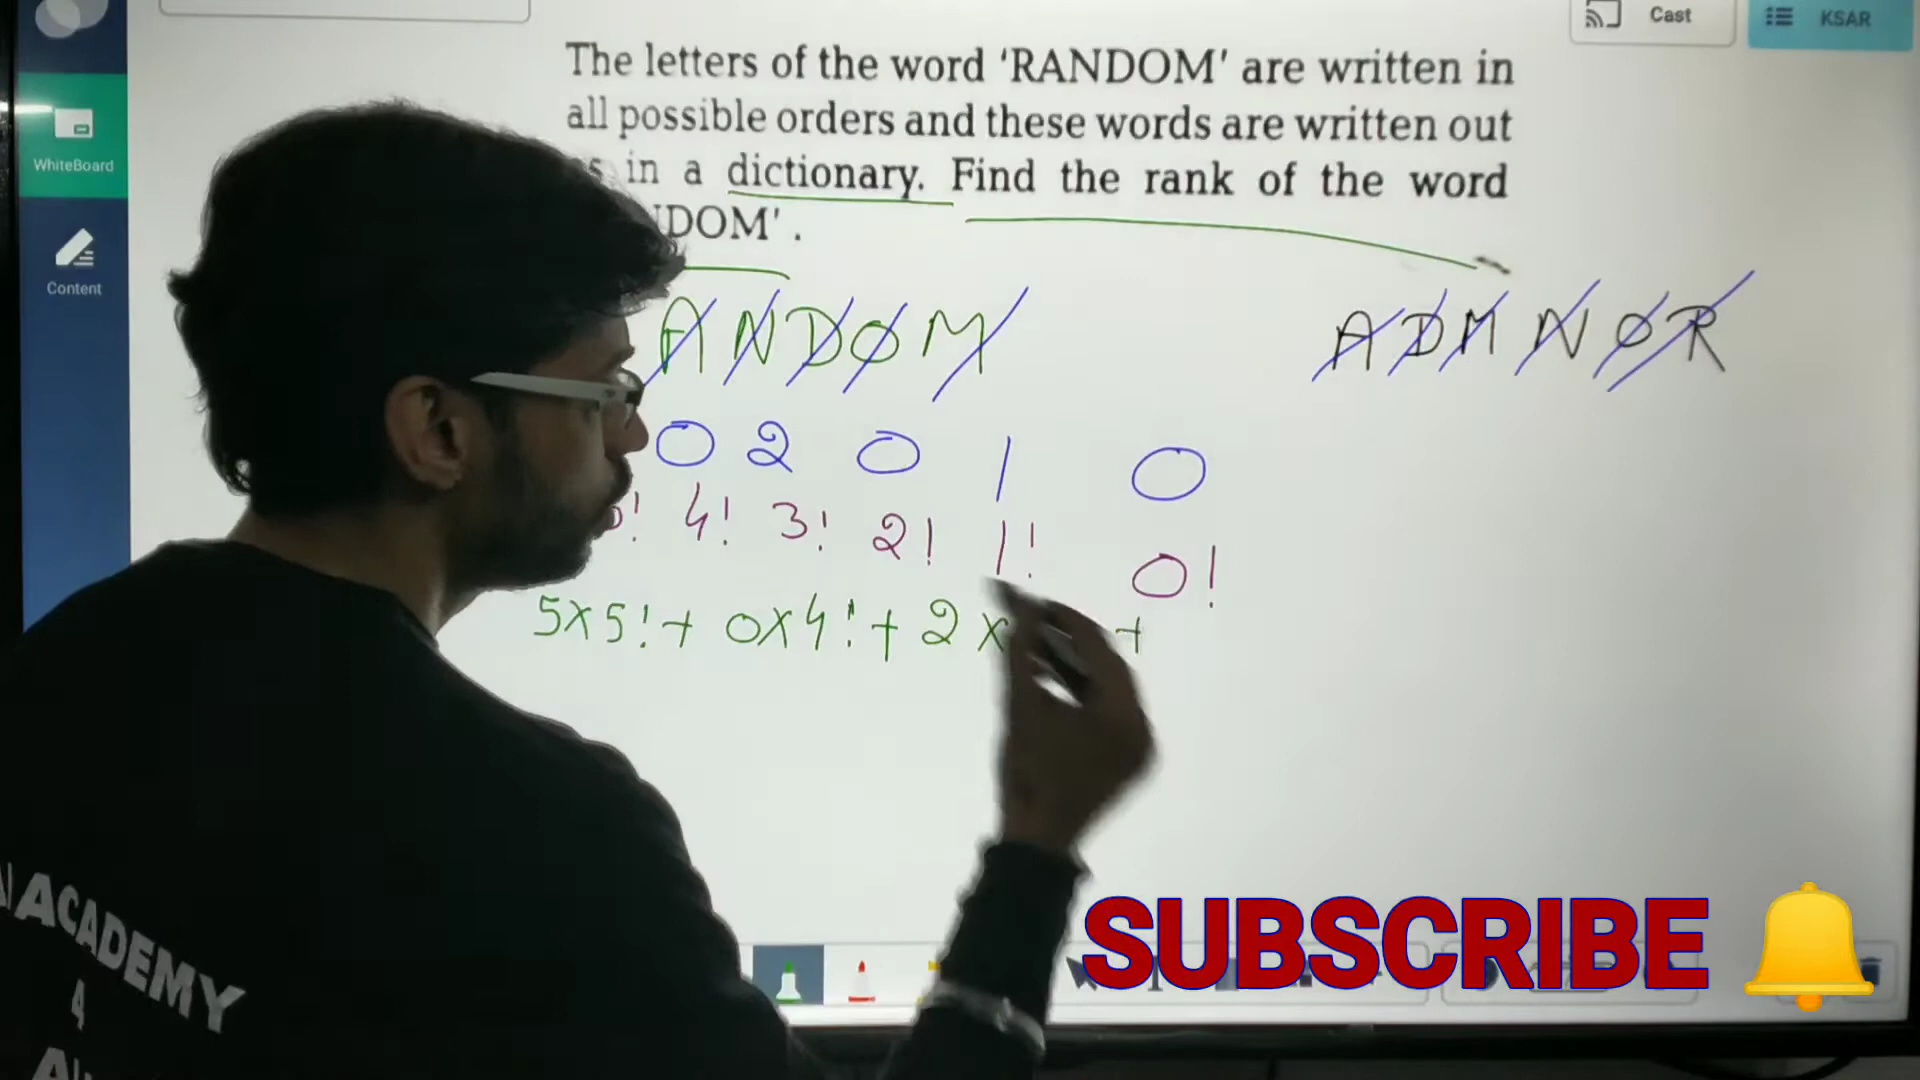 Cast
KSAR
The letters of the word 'RANDOM' are written in
all possible orders and these words are written out
in a dictionary. Find the rank of the word
DOM'.
WhiteBoard
Content
A N D O M
A D M N O R
0 2 0 1 0
4! 3! 2! 1! 0!
5x5!+ 0x4!+ 2x +
ACADEMY
4
SUBSCRIBE